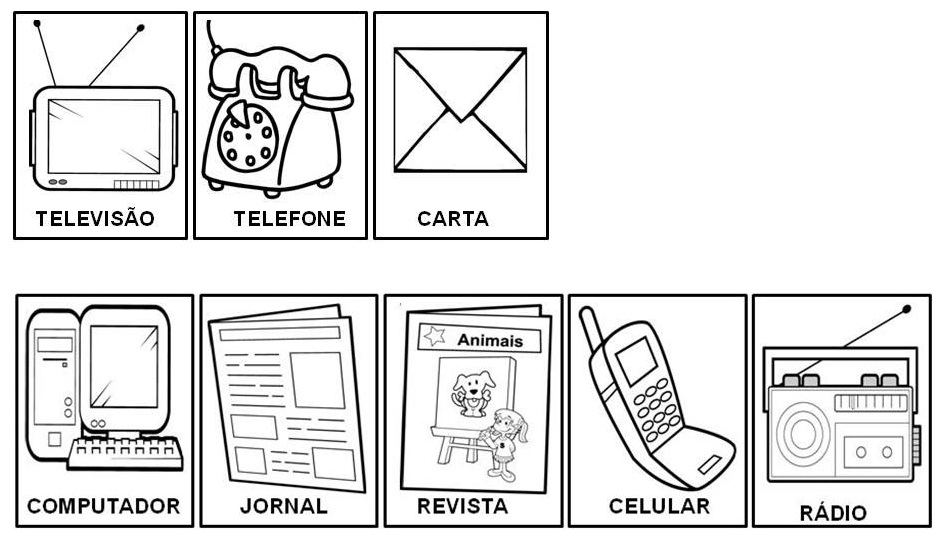 TELEVISÃO
TELEFONE
CARTA
Animais
COMPUTADOR
JORNAL
REVISTA
CELULAR
RÁDIO